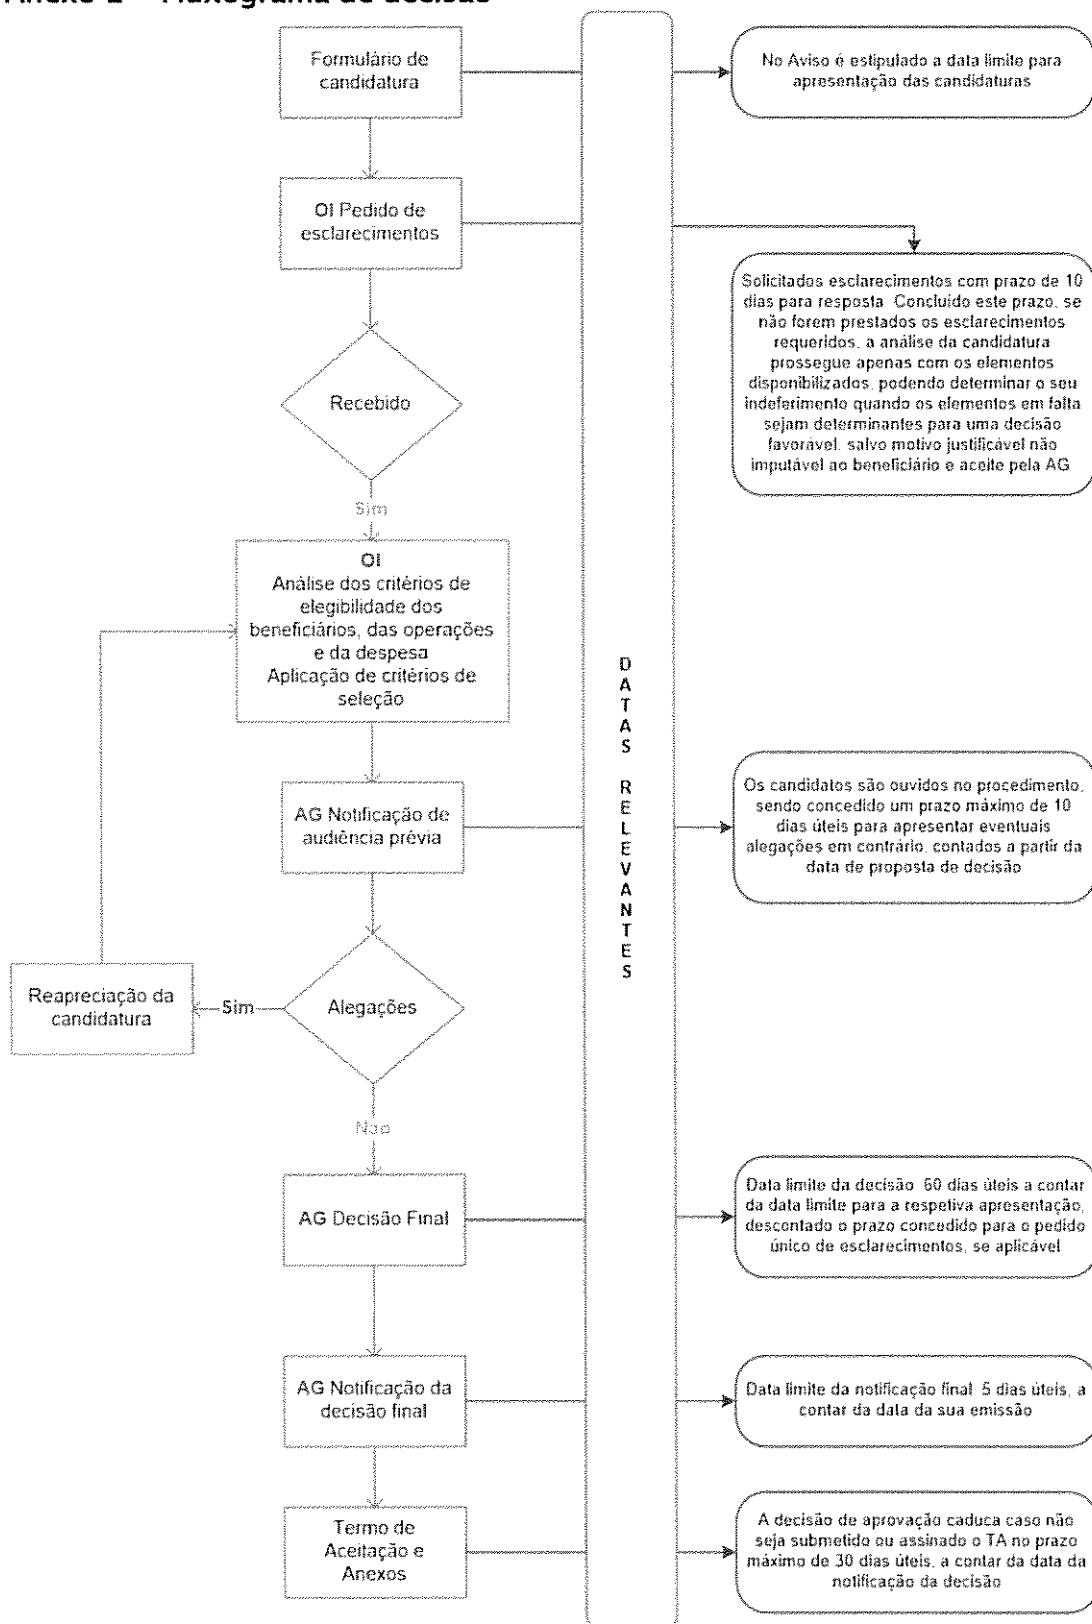 Formulário de
candidatura
No Aviso é estipulado a data limite para
apresentação das candidaturas
OI Pedido de
esclarecimentos
Solicitados esclarecimentos com prazo de 10
dias para resposta. Concluído este prazo, se
não forem prestados os esclarecimentos
requeridos, a análise da candidatura
prossegue apenas com os elementos
disponibilizados, podendo determinar o seu
indeferimento quando os elementos em falta
sejam determinantes para uma decisão
favorável, salvo motivo justificável não
imputável ao beneficiário e aceite pela AG
Recebido
Sim
OI
Análise dos critérios de
elegibilidade dos
beneficiários, das operações
e da despesa
Aplicação de critérios de
seleção
DATAS RELEVANTES
AG Notificação de
audiência prévia
Os candidatos são ouvidos no procedimento,
sendo concedido um prazo máximo de 10
dias úteis para apresentar eventuais
alegações em contrário, contados a partir da
data de proposta de decisão
Reapreciação da
candidatura
Sim
Alegações
Não
AG Decisão Final
Data limite da decisão 60 dias úteis a contar
da data limite para a respetiva apresentação,
descontado o prazo concedido para o pedido
único de esclarecimentos, se aplicável
AG Notificação da
decisão final
Data limite da notificação final 5 dias úteis, a
contar da data da sua emissão
Termo de
Aceitação e
Anexos
A decisão de aprovação caduca caso não
seja submetido ou assinado o TA no prazo
máximo de 30 dias úteis, a contar da data da
notificação da decisão